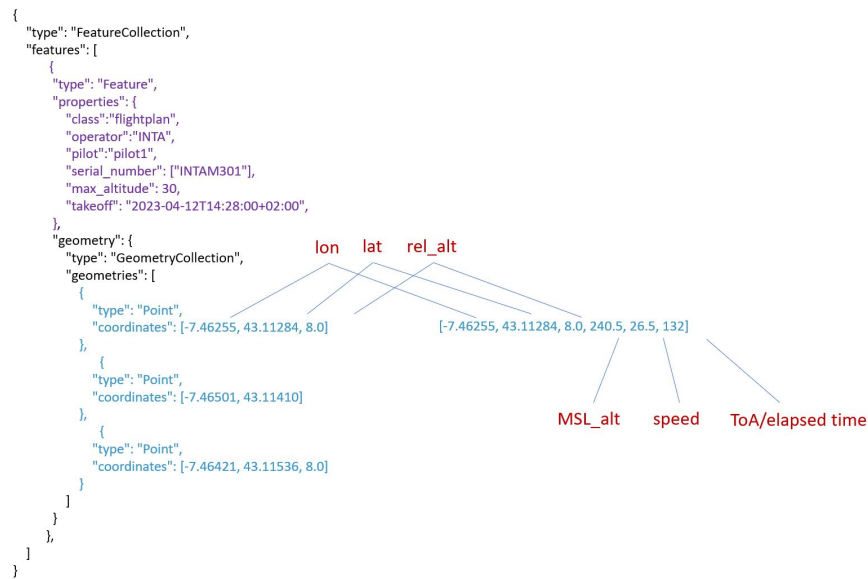 {
"type": "FeatureCollection",
"features": [
{
"type": "Feature",
"properties": {
"class":"flightplan",
"operator":"INTA",
"pilot":"pilot1",
"serial_number": ["INTAM301"],
"max_altitude": 30,
"takeoff": "2023-04-12T14:28:00+02:00",
},
"geometry": {
"type": "GeometryCollection",
"geometries": [
lon lat rel_alt
{
"type": "Point",
"coordinates": [-7.46255, 43.11284, 8.0] [-7.46255, 43.11284, 8.0, 240.5, 26.5, 132]
},
{
"type": "Point",
"coordinates": [-7.46501, 43.11410]
},
MSL_alt speed ToA/elapsed time
{
"type": "Point",
"coordinates": [-7.46421, 43.11536, 8.0]
}
]
}
},
]
}